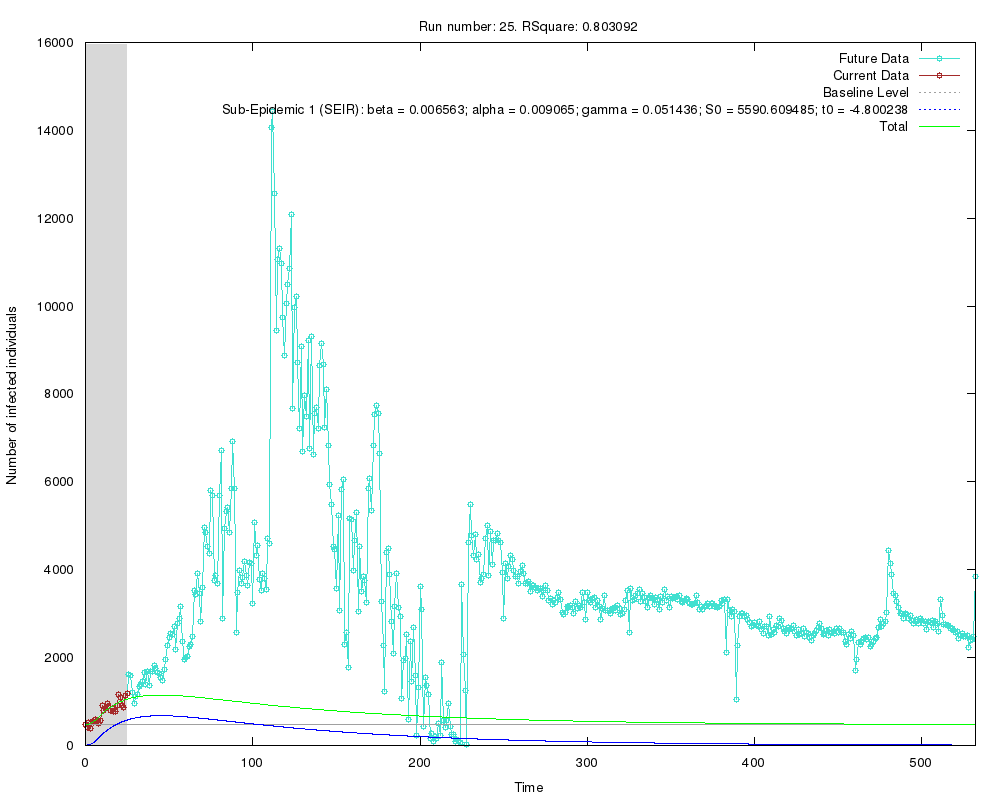 Run number: 25. RSquare: 0.803092
16000
14000
12000
10000
8000
6000
4000
2000
0
Number of infected individuals
Future Data
Current Data
Baseline Level
Sub-Epidemic 1 (SEIR): beta = 0.006563; alpha = 0.009065; gamma = 0.051436; S0 = 5590.609485; t0 = -4.800238
Total
0 100 200 300 400 500
Time